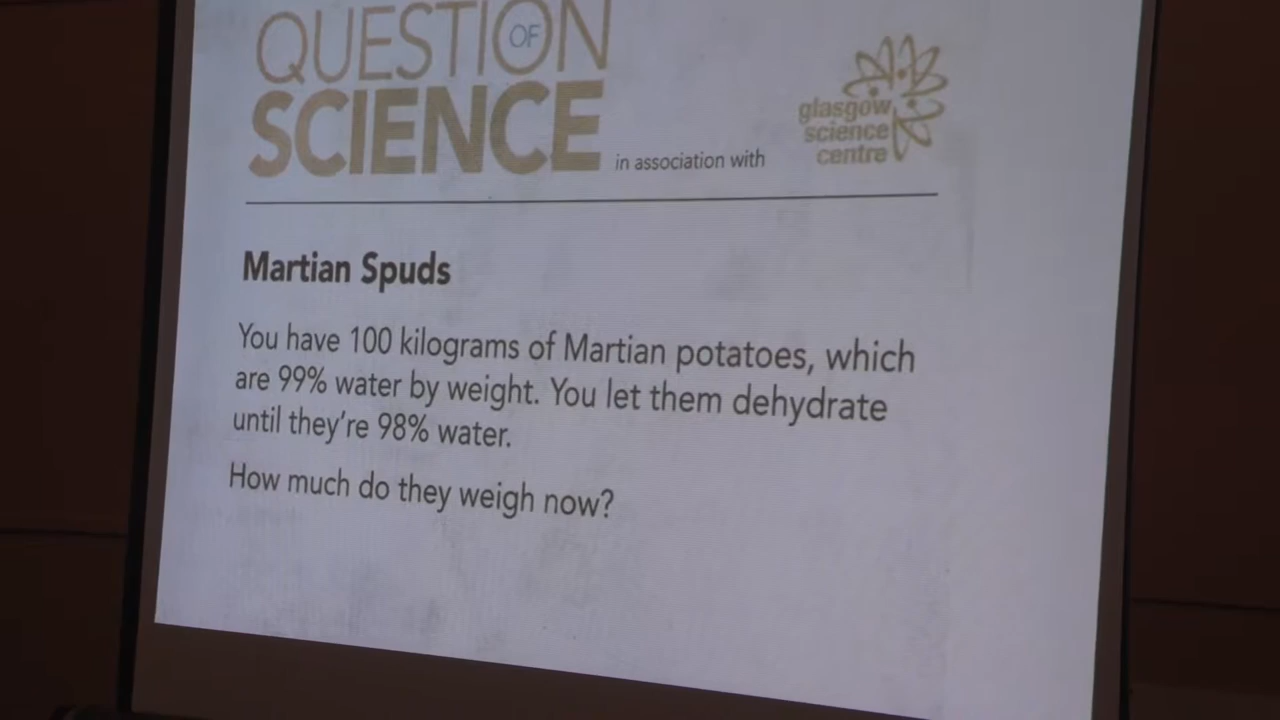 QUESTION OF
SCIENCE in association with
glasgow
science
centre
Martian Spuds
You have 100 kilograms of Martian potatoes, which
are 99% water by weight. You let them dehydrate
until they're 98% water.
How much do they weigh now?